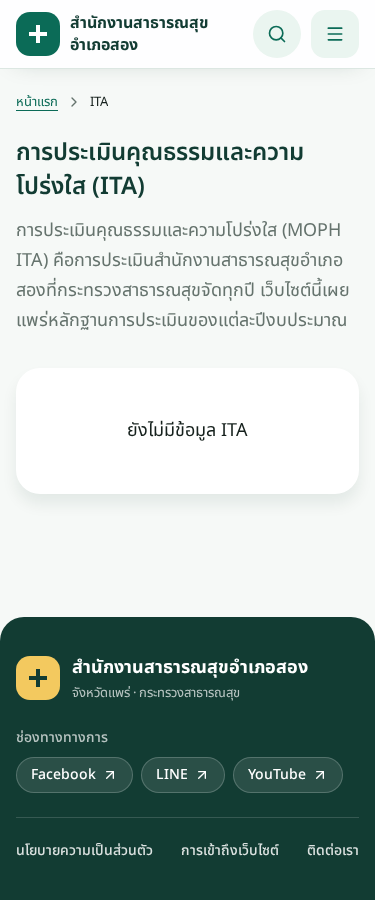 สำนักงานสาธารณสุข
อำเภอสอง
หน้าแรก
ITA
การประเมินคุณธรรมและความ
โปร่งใส (ITA)
การประเมินคุณธรรมและความโปร่งใส (MOPH
ITA) คือการประเมินสำนักงานสาธารณสุขอำเภอ
สองที่กระทรวงสาธารณสุขจัดทุกปี เว็บไซต์นี้เผย
แพร่หลักฐานการประเมินของแต่ละปีงบประมาณ
ยังไม่มีข้อมูล ITA
สำนักงานสาธารณสุขอำเภอสอง
จังหวัดแพร่ · กระทรวงสาธารณสุข
ช่องทางทางการ
Facebook LINE YouTube
นโยบายความเป็นส่วนตัว การเข้าถึงเว็บไซต์ ติดต่อเรา